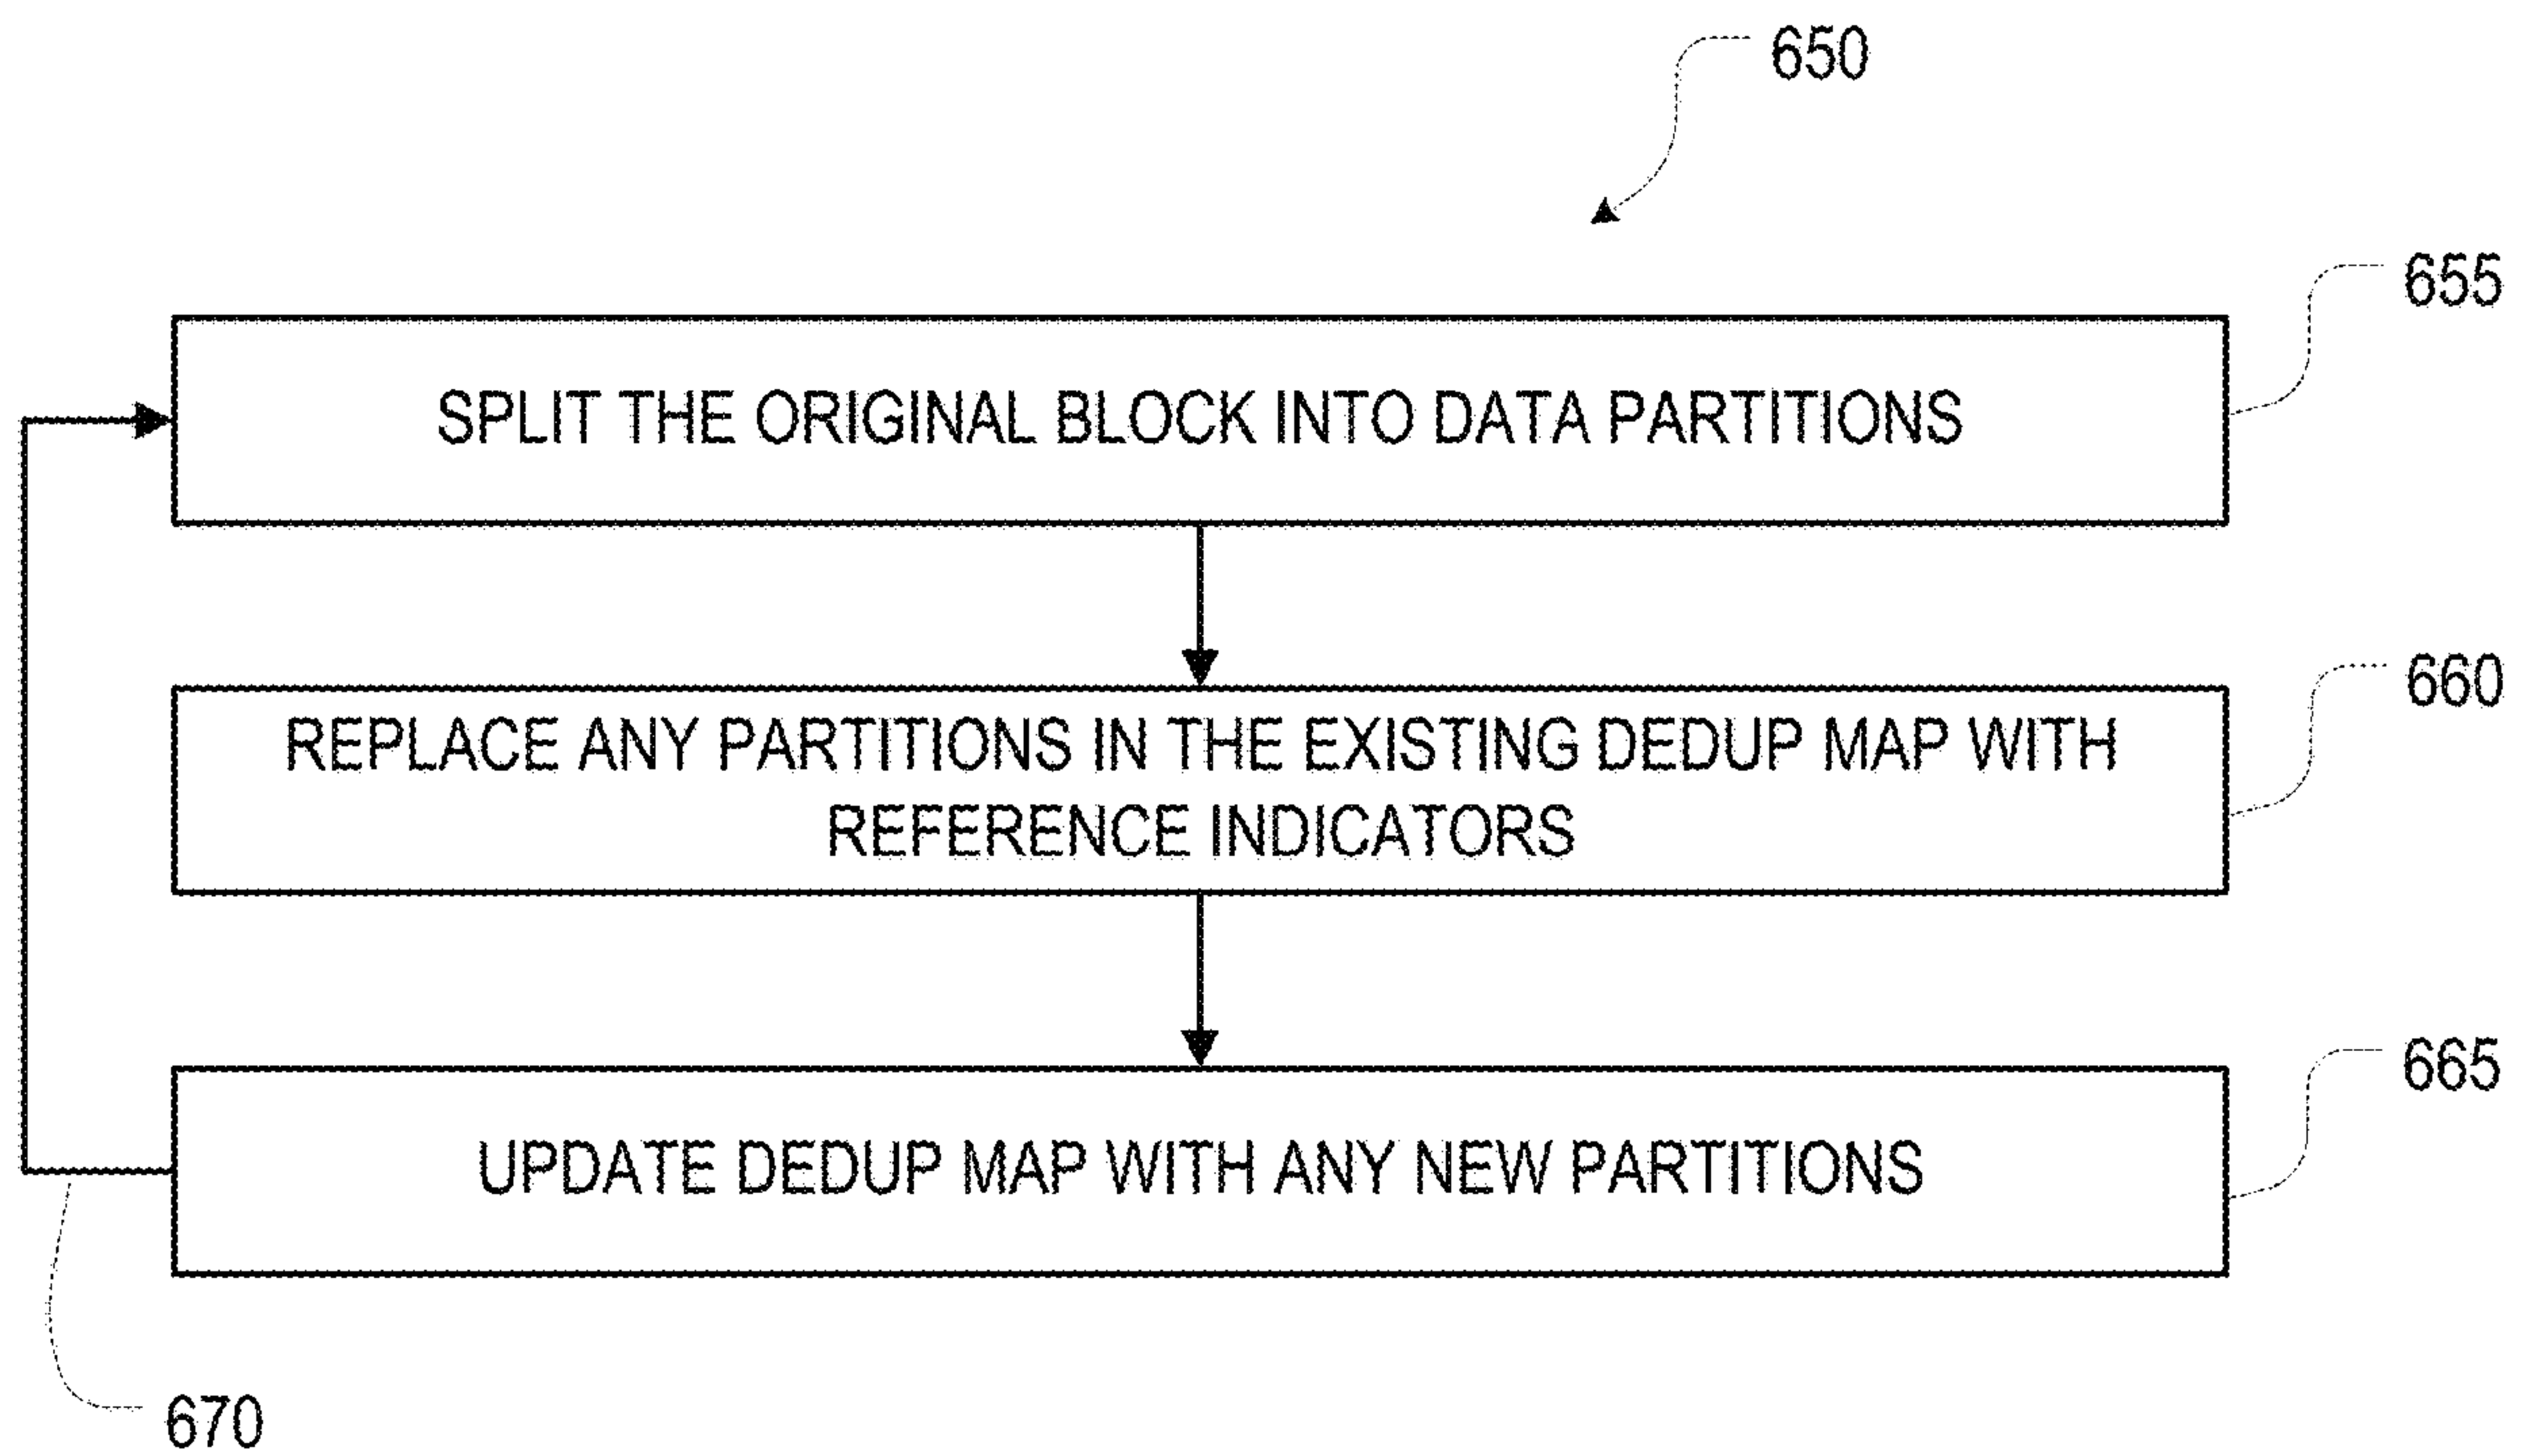 650
655
SPLIT THE ORIGINAL BLOCK INTO DATA PARTITIONS
660
REPLACE ANY PARTITIONS IN THE EXISTING DEDUP MAP WITH
REFERENCE INDICATORS
665
UPDATE DEDUP MAP WITH ANY NEW PARTITIONS
670